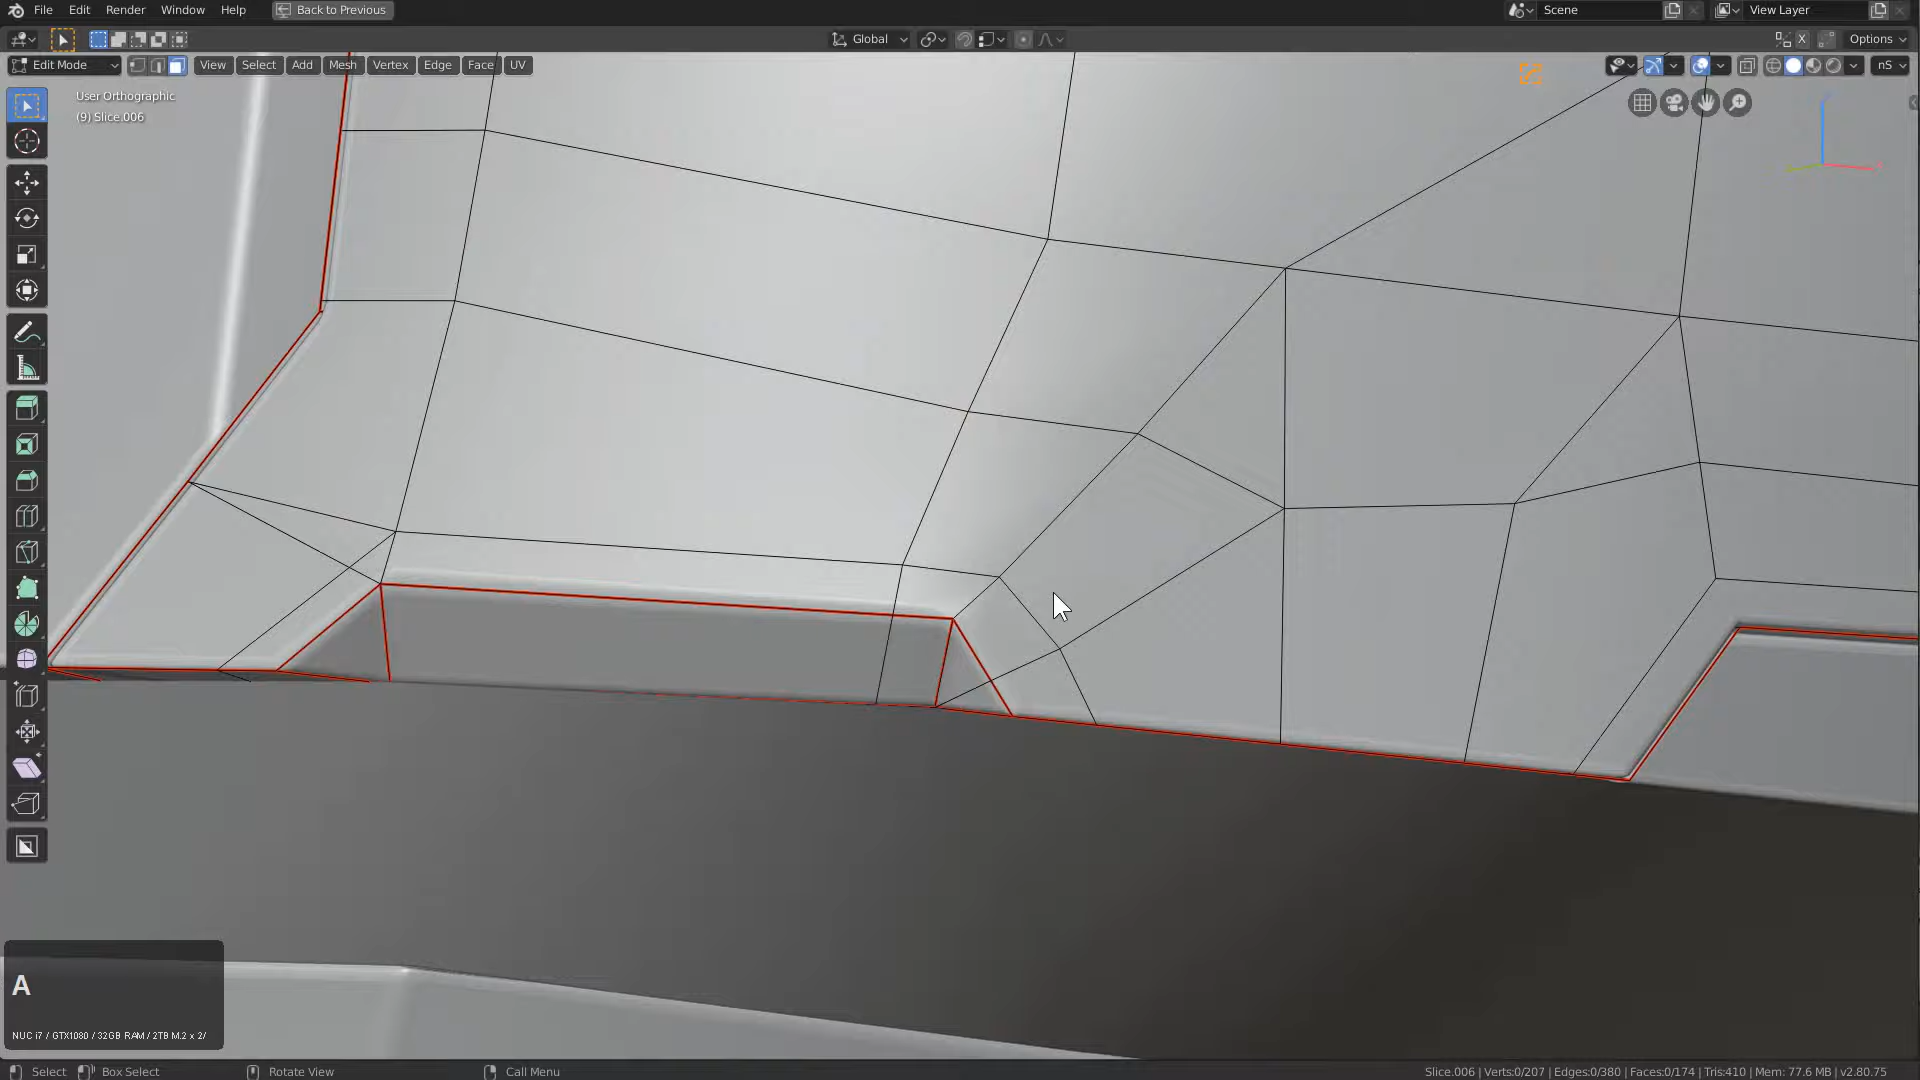 File Edit Render Window Help Back to Previous Scene View Layer
Global Options
Edit Mode View Select Add Mesh Vertex Edge Face UV nS
User Orthographic
(9) Slice.006
A
NUC i7 / GTX1080 / 32GB RAM / 2TB M.2 x 2/
Select Box Select Rotate View Call Menu Slice.006 | Verts:0/207 | Edges:0/380 | Faces:0/174 | Tris:410 | Mem: 77.6 MB | v2.80.75